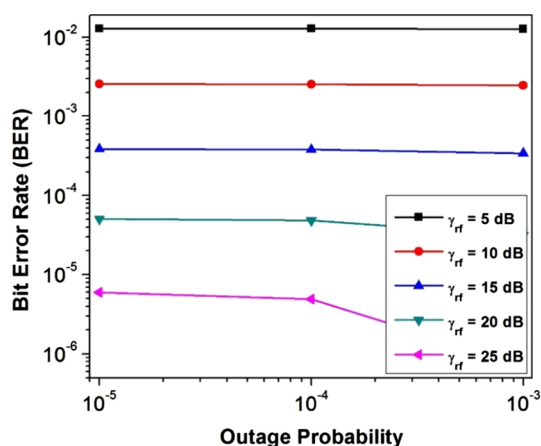 10^-2
10^-3
10^-4
10^-5
10^-6
Bit Error Rate (BER)
γrf = 5 dB
γrf = 10 dB
γrf = 15 dB
γrf = 20 dB
γrf = 25 dB
10^-5
10^-4
10^-3
Outage Probability